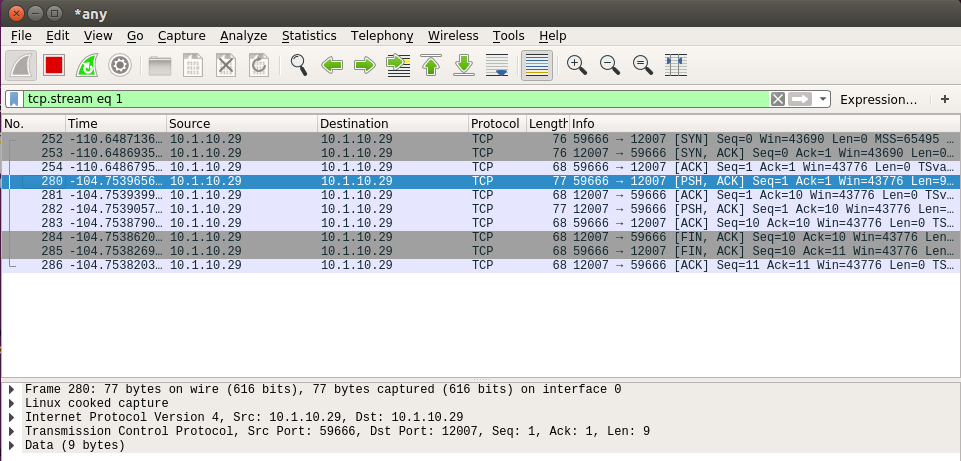 *any
File Edit View Go Capture Analyze Statistics Telephony Wireless Tools Help
tcp.stream eq 1 Expression… +
No. Time Source Destination Protocol Length Info
252 -110.6487136… 10.1.10.29 10.1.10.29 TCP 76 59666 → 12007 [SYN] Seq=0 Win=43690 Len=0 MSS=65495 …
253 -110.6486935… 10.1.10.29 10.1.10.29 TCP 76 12007 → 59666 [SYN, ACK] Seq=0 Ack=1 Win=43690 Len=0…
254 -110.6486795… 10.1.10.29 10.1.10.29 TCP 68 59666 → 12007 [ACK] Seq=1 Ack=1 Win=43776 Len=0 TSva…
280 -104.7539656… 10.1.10.29 10.1.10.29 TCP 77 59666 → 12007 [PSH, ACK] Seq=1 Ack=1 Win=43776 Len=9…
281 -104.7539399… 10.1.10.29 10.1.10.29 TCP 68 12007 → 59666 [ACK] Seq=1 Ack=10 Win=43776 Len=0 TSv…
282 -104.7539057… 10.1.10.29 10.1.10.29 TCP 77 12007 → 59666 [PSH, ACK] Seq=1 Ack=10 Win=43776 Len=…
283 -104.7538790… 10.1.10.29 10.1.10.29 TCP 68 59666 → 12007 [ACK] Seq=10 Ack=10 Win=43776 Len=0 TS…
284 -104.7538620… 10.1.10.29 10.1.10.29 TCP 68 12007 → 59666 [FIN, ACK] Seq=10 Ack=10 Win=43776 Len…
285 -104.7538269… 10.1.10.29 10.1.10.29 TCP 68 59666 → 12007 [FIN, ACK] Seq=10 Ack=11 Win=43776 Len…
286 -104.7538203… 10.1.10.29 10.1.10.29 TCP 68 12007 → 59666 [ACK] Seq=11 Ack=11 Win=43776 Len=0 TS…
Frame 280: 77 bytes on wire (616 bits), 77 bytes captured (616 bits) on interface 0
Linux cooked capture
Internet Protocol Version 4, Src: 10.1.10.29, Dst: 10.1.10.29
Transmission Control Protocol, Src Port: 59666, Dst Port: 12007, Seq: 1, Ack: 1, Len: 9
Data (9 bytes)